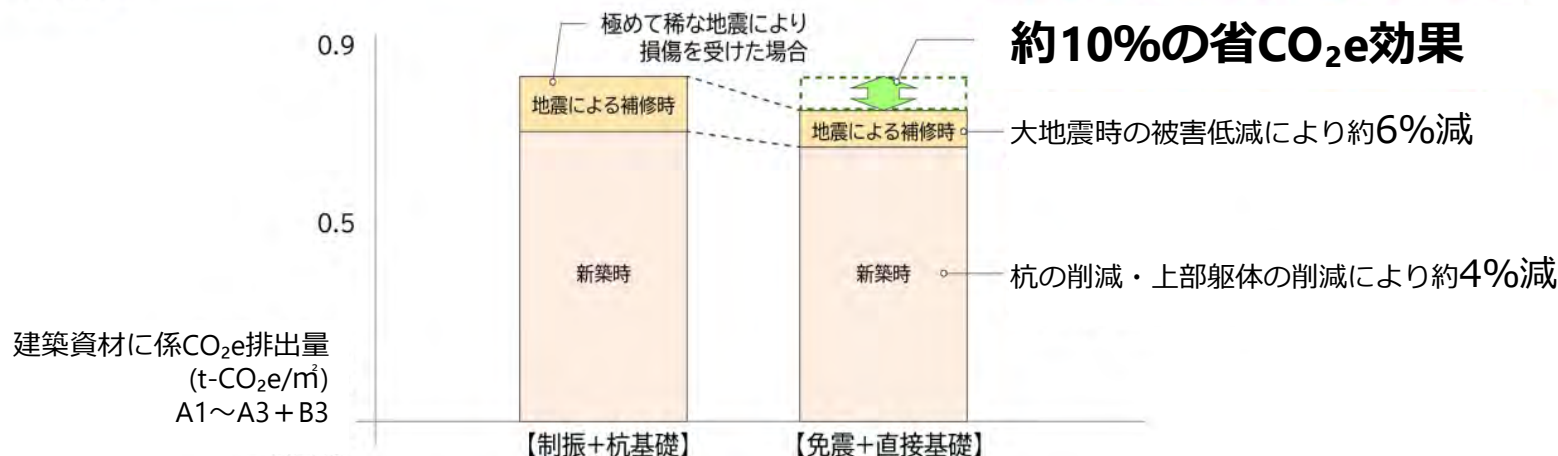 極めて稀な地震により
損傷を受けた場合
約10%の省CO₂e効果
0.9
地震による補修時
地震による補修時
大地震時の被害低減により約6%減
0.5
新築時
新築時
杭の削減・上部躯体の削減により約4%減
建築資材に係CO₂e排出量
(t-CO₂e/㎡)
A1～A3＋B3
【制振＋杭基礎】
【免震＋直接基礎】